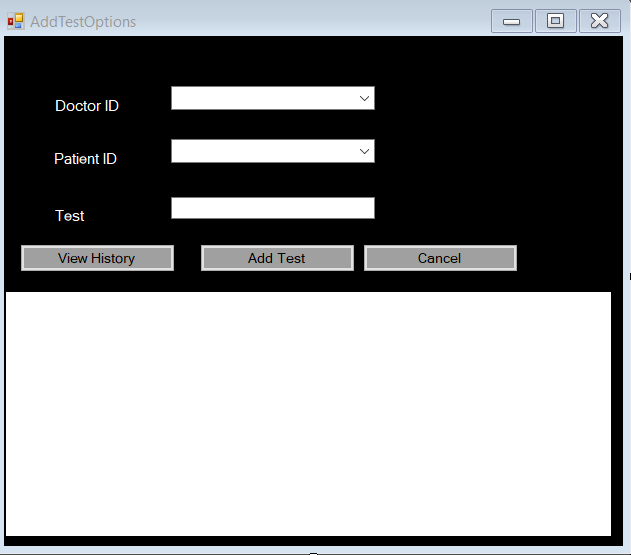 AddTestOptions
Doctor ID
Patient ID
Test
View History Add Test Cancel